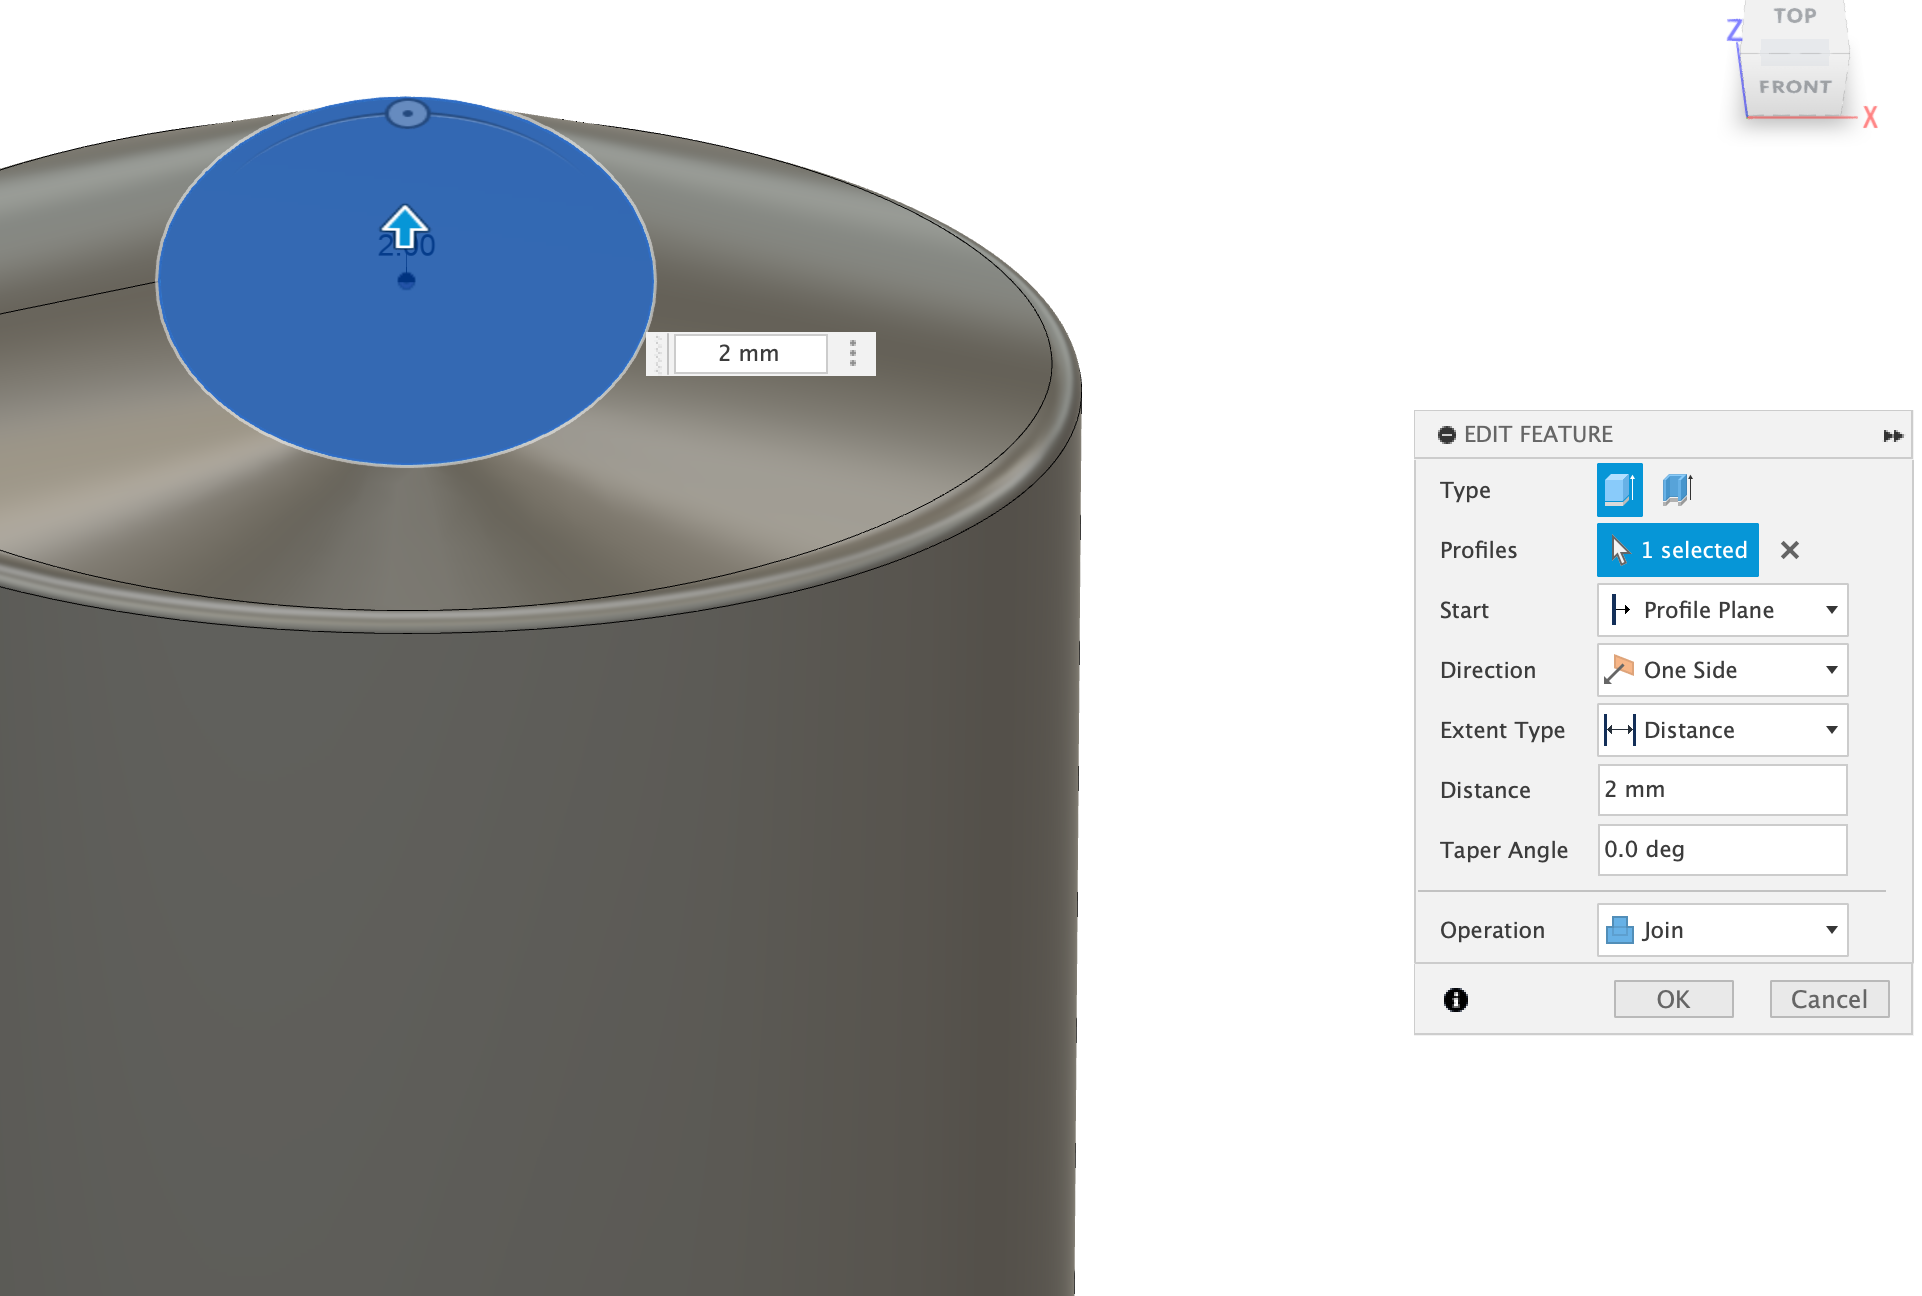 TOP
Z
FRONT
X
2.00
2 mm
EDIT FEATURE
Type
Profiles
1 selected
Start
Profile Plane
Direction
One Side
Extent Type
Distance
Distance
2 mm
Taper Angle
0.0 deg
Operation
Join
OK
Cancel